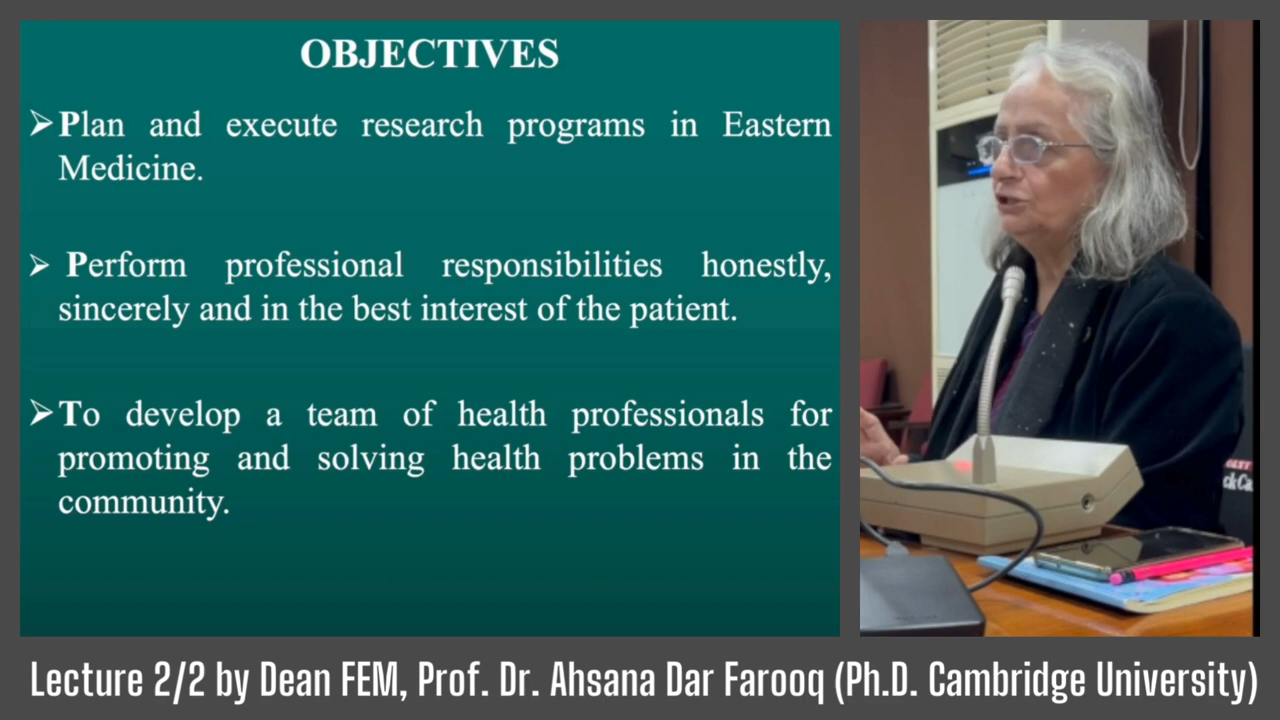 OBJECTIVES
➢Plan and execute research programs in Eastern
Medicine.
➢ Perform professional responsibilities honestly,
sincerely and in the best interest of the patient.
➢To develop a team of health professionals for
promoting and solving health problems in the
community.
Lecture 2/2 by Dean FEM, Prof. Dr. Ahsana Dar Farooq (Ph.D. Cambridge University)